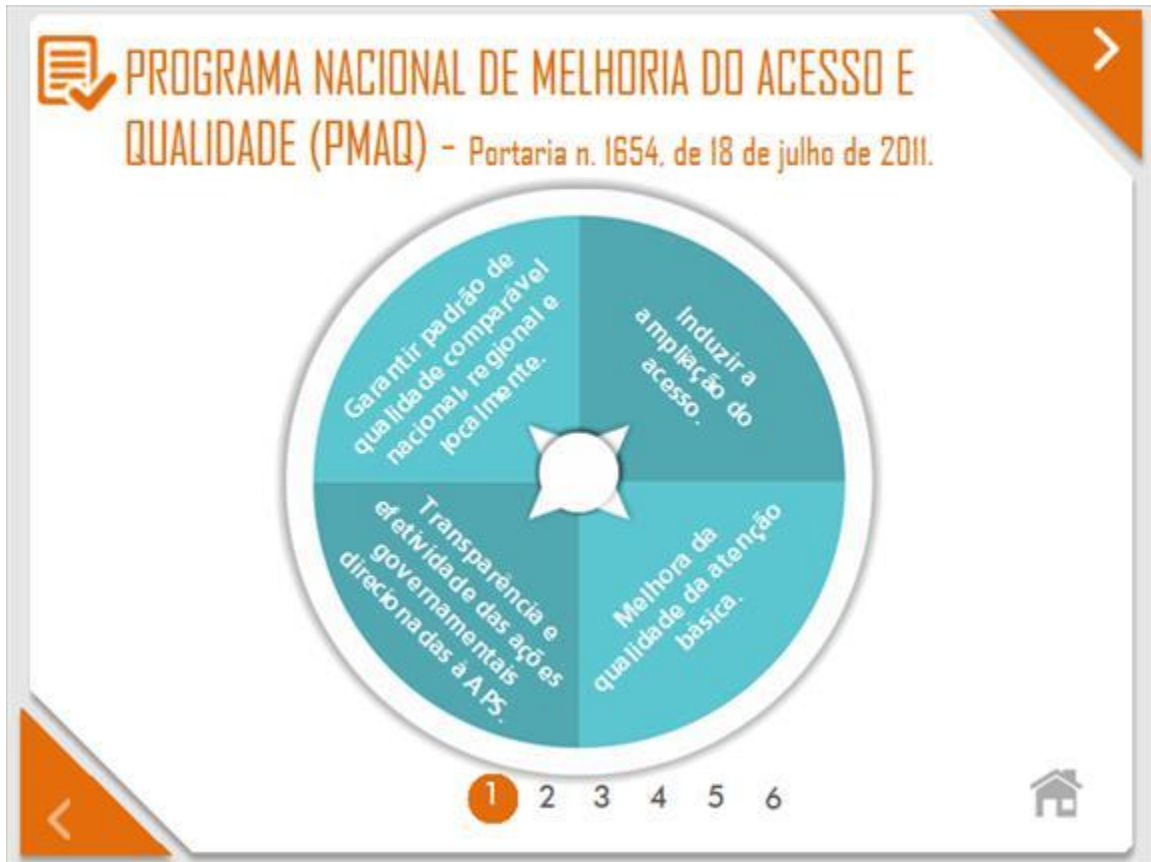 PROGRAMA NACIONAL DE MELHORIA DO ACESSO E
QUALIDADE (PMAQ) - Portaria n. 1654, de 18 de julho de 2011.
Garantir padrão de
qualidade comparável
nacional, regional e
localmente.
Induzir a
ampliação do
acesso.
Transparência e
efetividade das ações
governamentais
direcionadas à APS.
Melhora da
qualidade da atenção
básica.
1 2 3 4 5 6